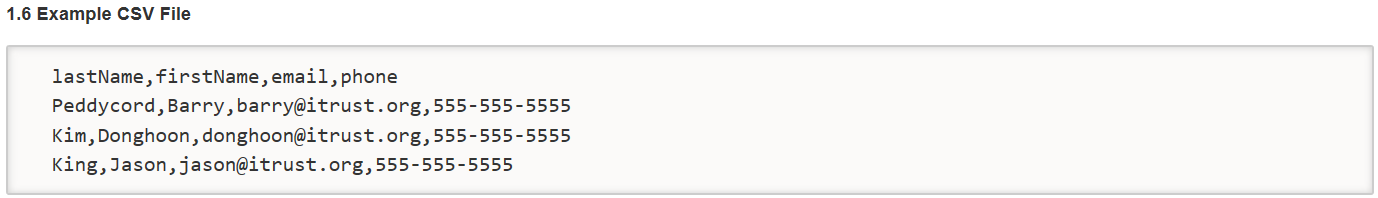 1.6 Example CSV File
lastName,firstName,email,phone
Peddycord,Barry,barry@itrust.org,555-555-5555
Kim,Donghoon,donghoon@itrust.org,555-555-5555
King,Jason,jason@itrust.org,555-555-5555